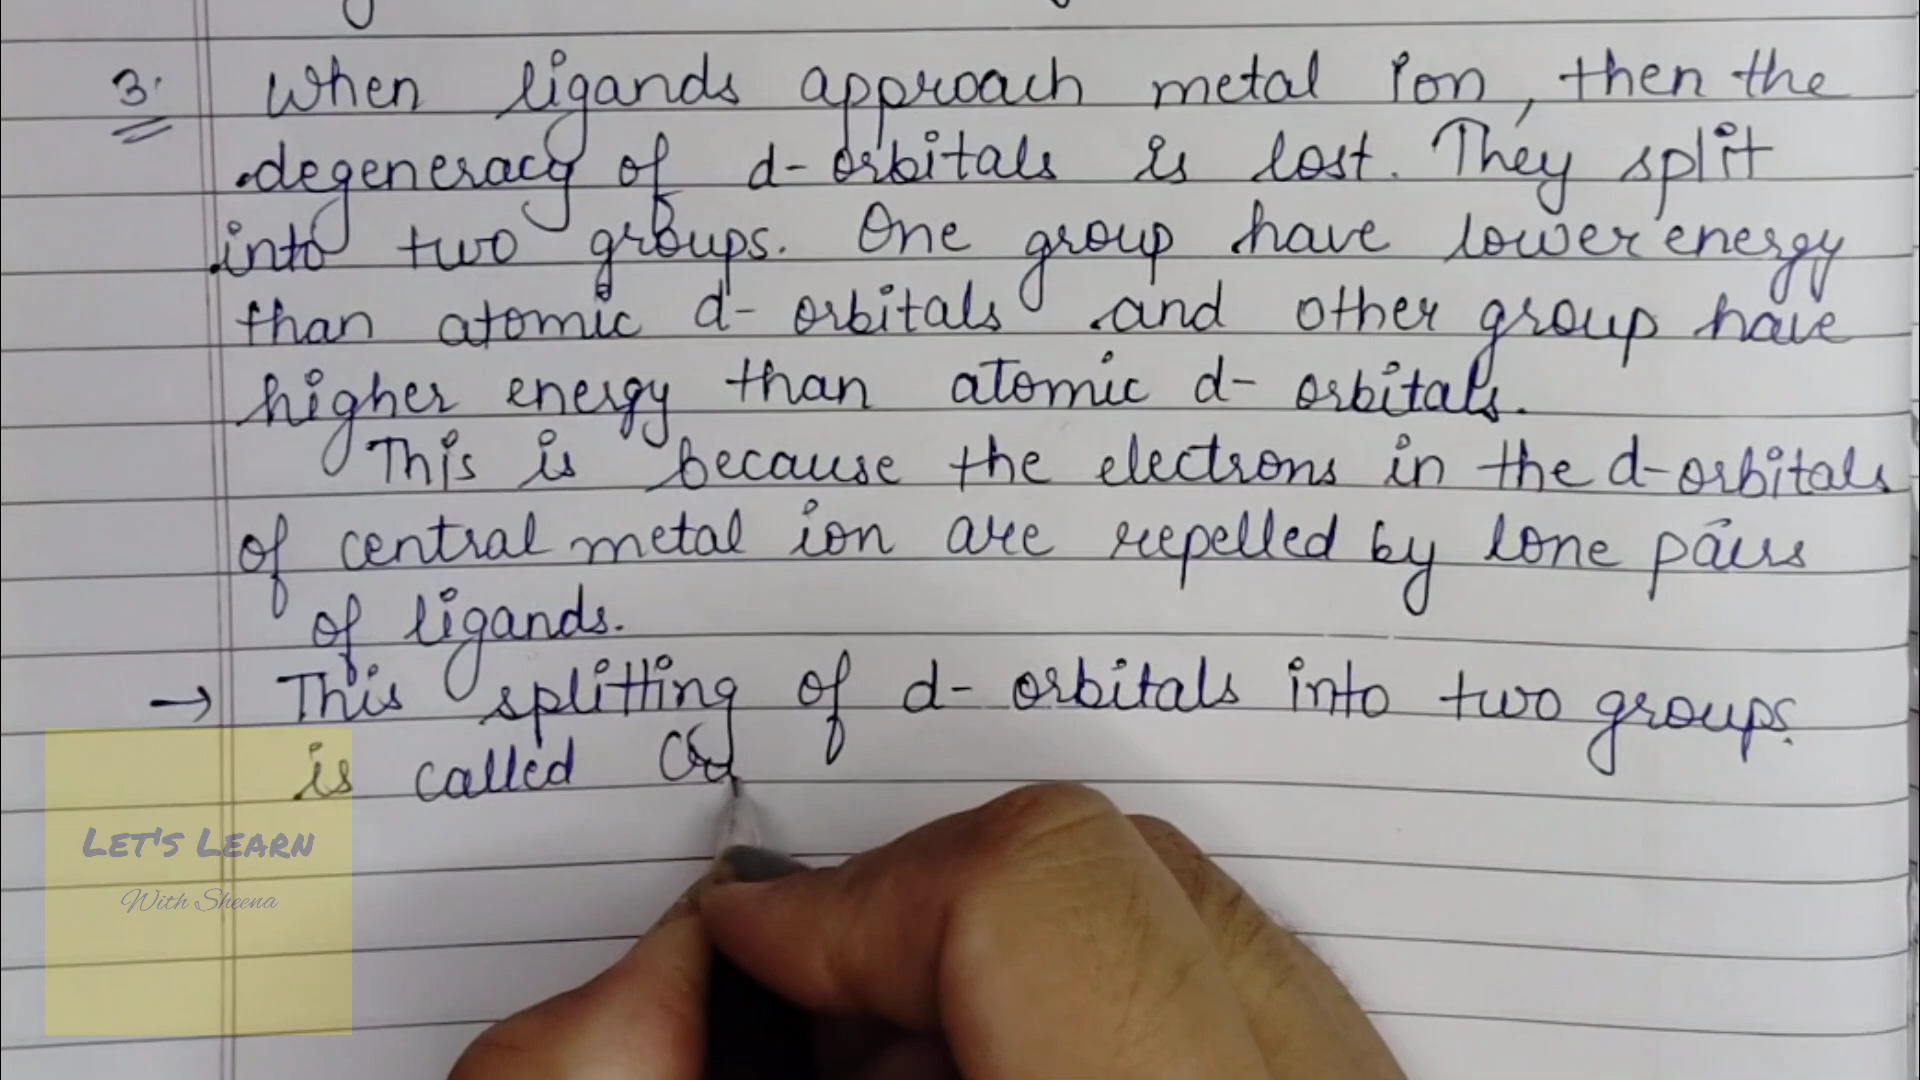 3. When ligands approach metal ion, then the
degeneracy of d-orbitals is lost. They split
into two groups. One group have lower energy
than atomic d-orbitals and other group have
higher energy than atomic d-orbitals.
This is because the electrons in the d-orbitals
of central metal ion are repelled by lone pairs
of ligands.
→ This splitting of d-orbitals into two groups.
is called
LET'S LEARN
With Sheena